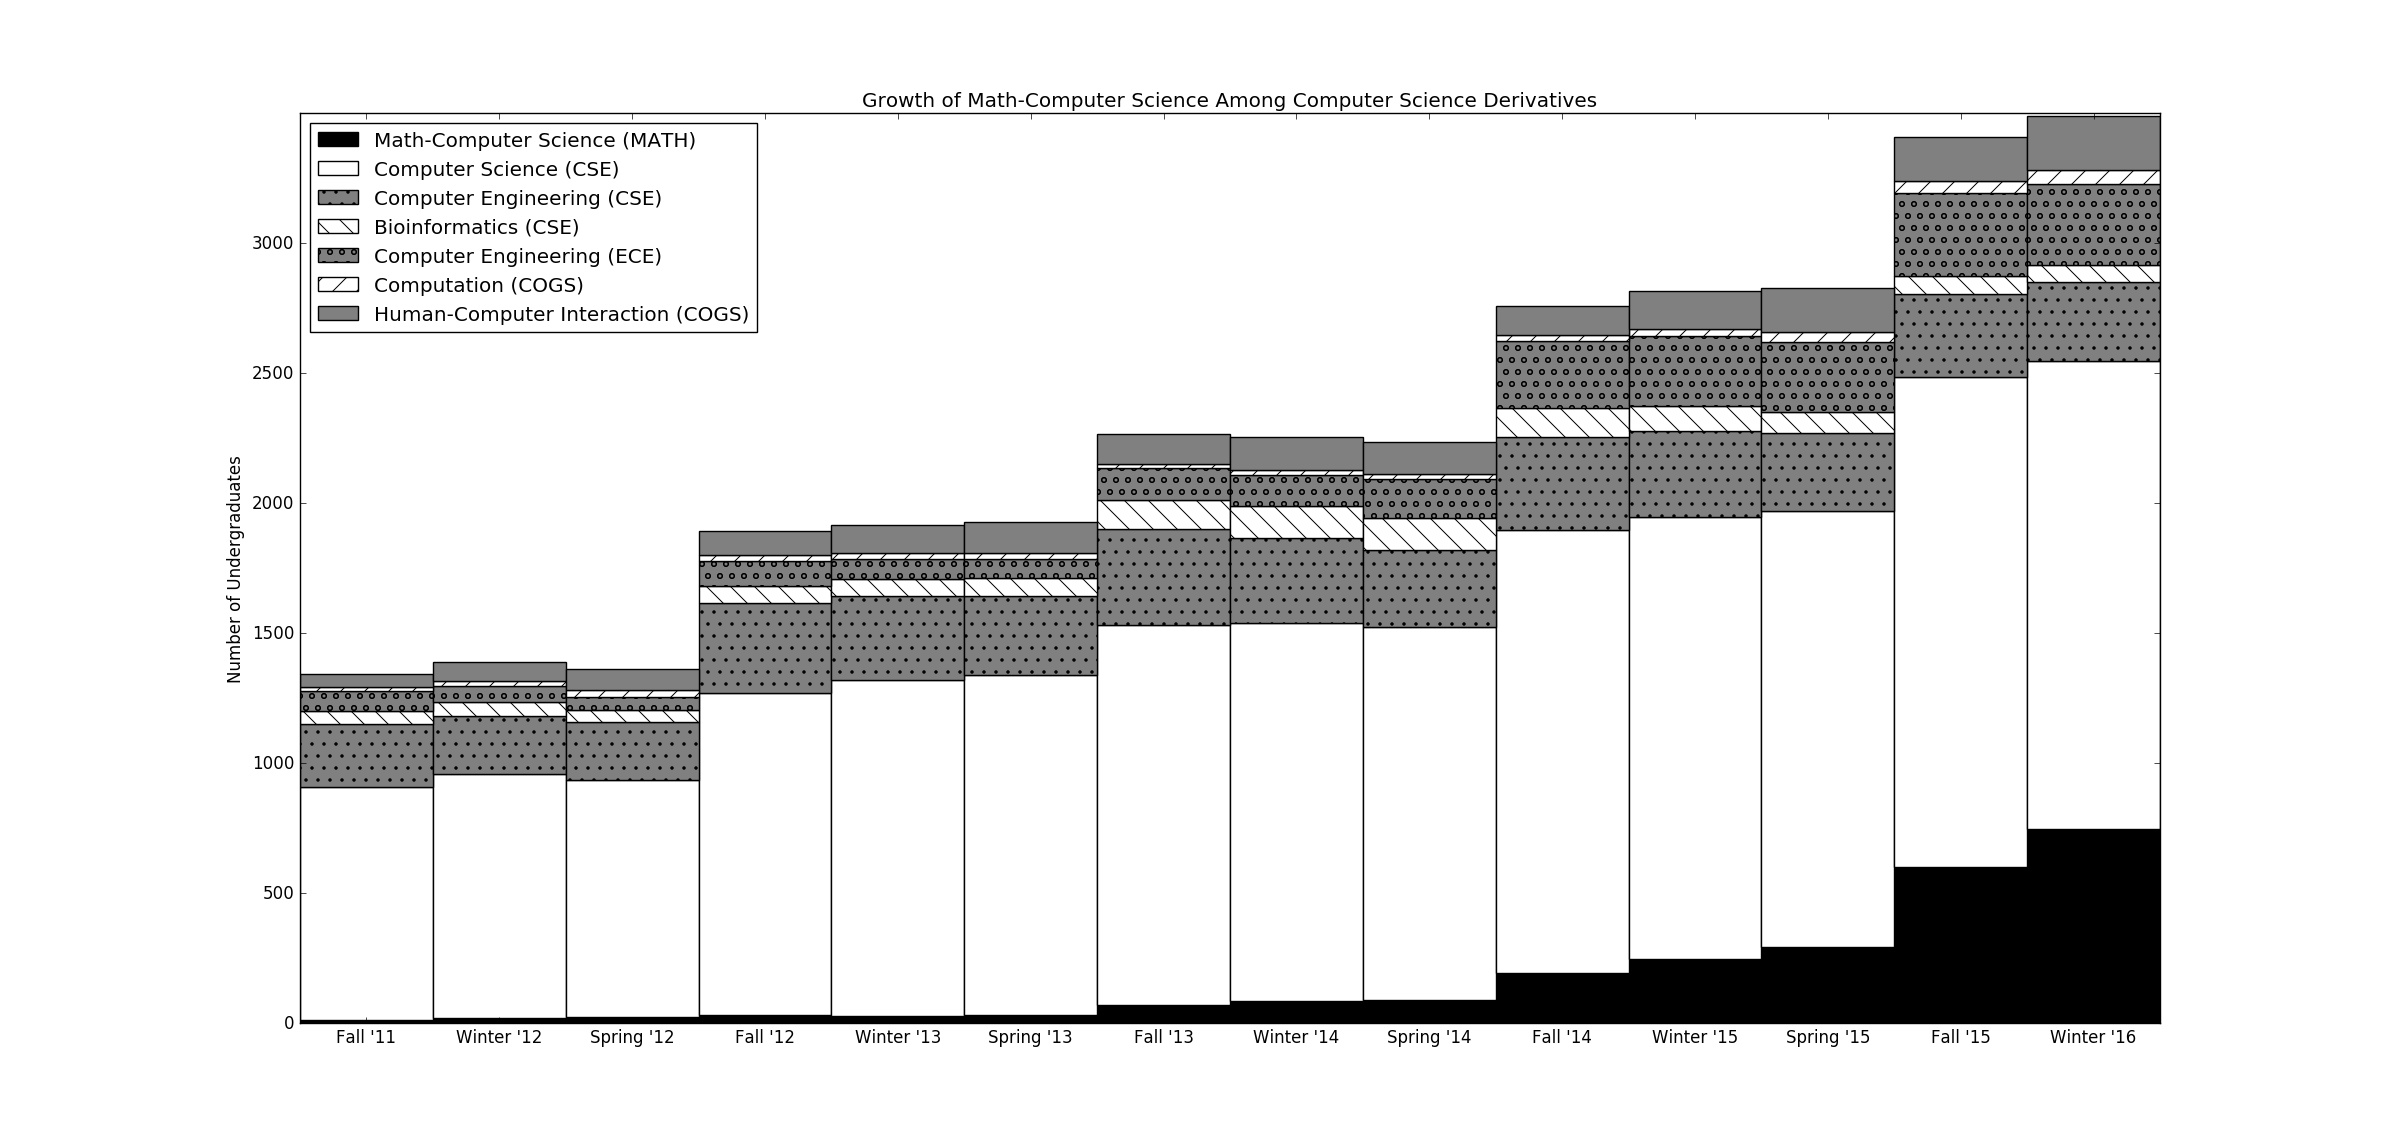 Growth of Math-Computer Science Among Computer Science Derivatives
Math-Computer Science (MATH)
Computer Science (CSE)
Computer Engineering (CSE)
Bioinformatics (CSE)
Computer Engineering (ECE)
Computation (COGS)
Human-Computer Interaction (COGS)
Number of Undergraduates
3000
2500
2000
1500
1000
500
0
Fall '11 Winter '12 Spring '12 Fall '12 Winter '13 Spring '13 Fall '13 Winter '14 Spring '14 Fall '14 Winter '15 Spring '15 Fall '15 Winter '16